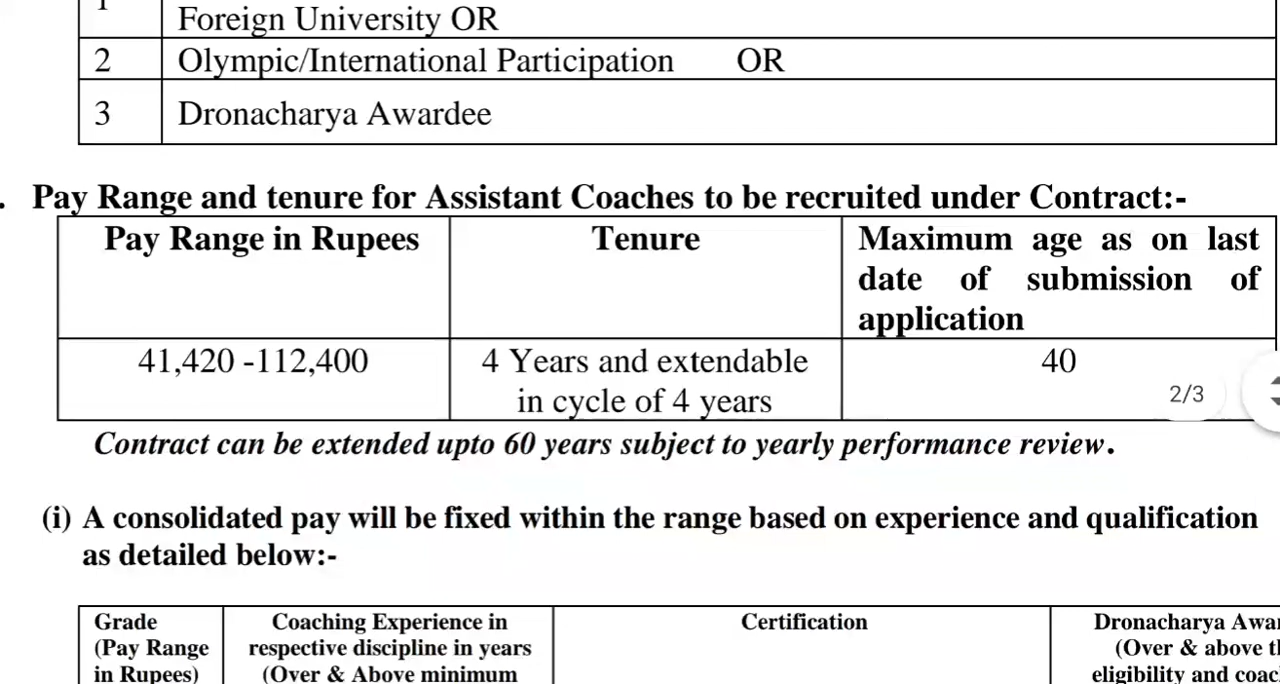 Foreign University OR
2 Olympic/International Participation OR
3 Dronacharya Awardee
. Pay Range and tenure for Assistant Coaches to be recruited under Contract:-
Pay Range in Rupees
Tenure
Maximum age as on last
date of submission of
application
41,420 -112,400
4 Years and extendable
in cycle of 4 years
40
2/3
Contract can be extended upto 60 years subject to yearly performance review.
(i) A consolidated pay will be fixed within the range based on experience and qualification
as detailed below:-
Grade
(Pay Range
in Rupees)
Coaching Experience in
respective discipline in years
(Over & Above minimum
Certification
Dronacharya
(Over & above
eligibility and